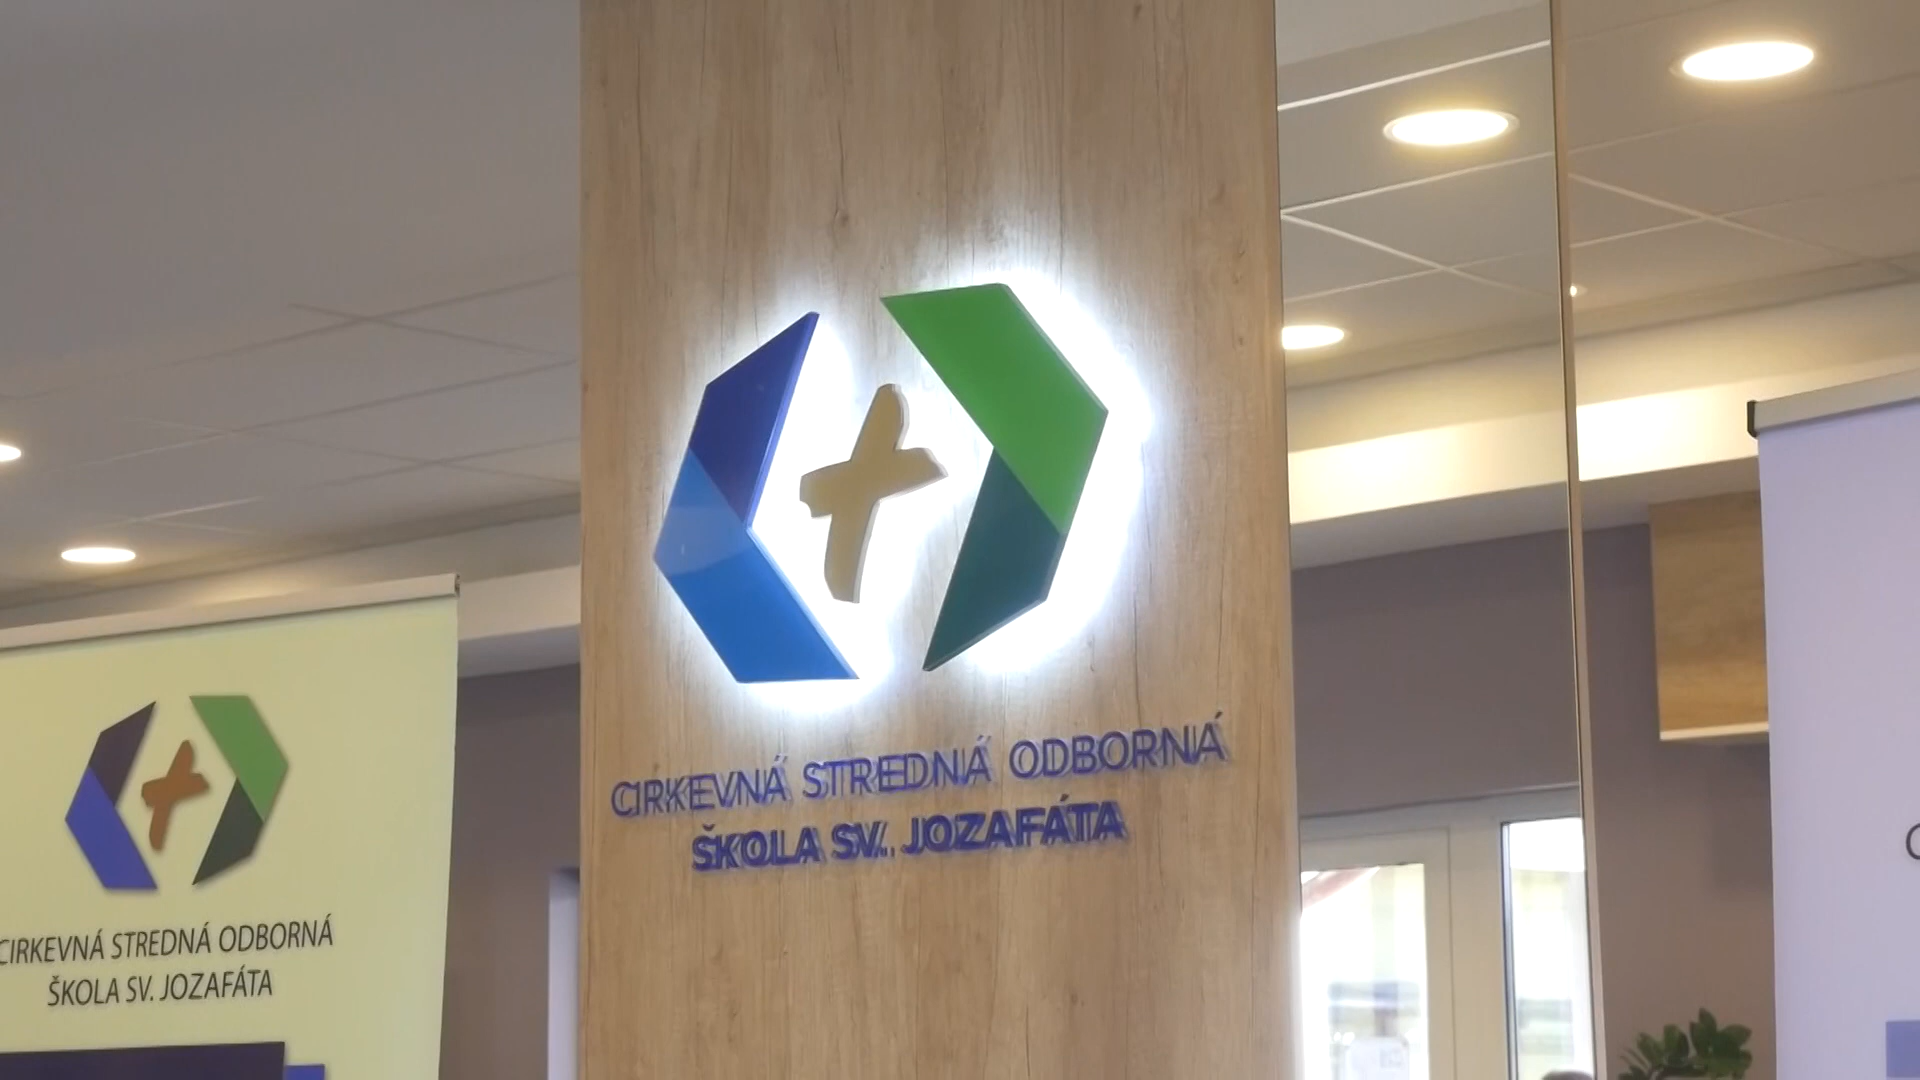 CIRKEVNÁ STREDNÁ ODBORNÁ
ŠKOLA SV. JOZAFÁTA
CIRKEVNÁ STREDNÁ ODBORNÁ
ŠKOLA SV. JOZAFÁTA